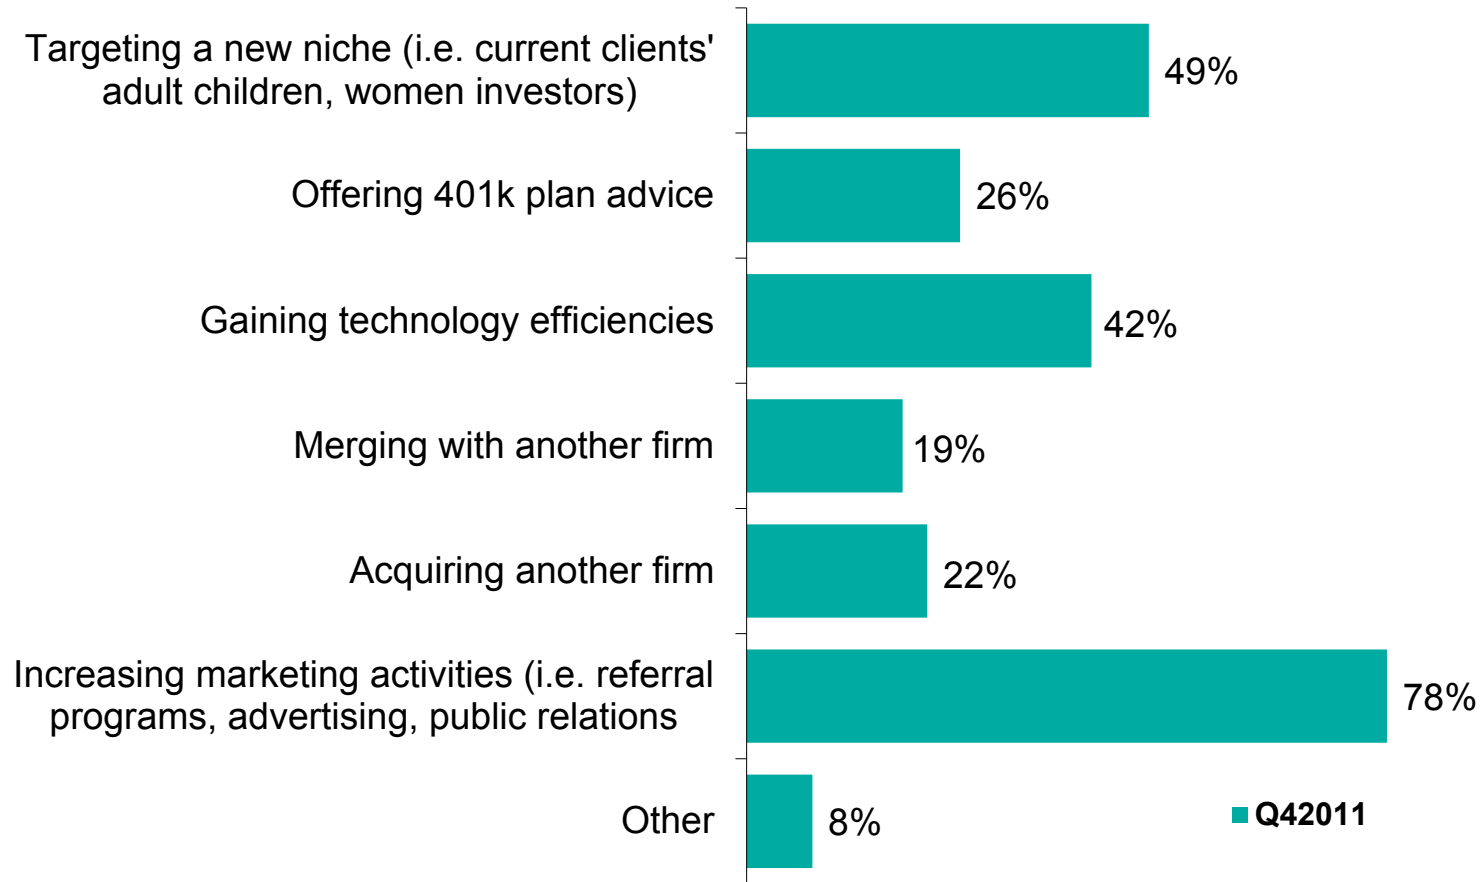 Targeting a new niche (i.e. current clients'
adult children, women investors)
49%
Offering 401k plan advice
26%
Gaining technology efficiencies
42%
Merging with another firm
19%
Acquiring another firm
22%
Increasing marketing activities (i.e. referral
programs, advertising, public relations
78%
Other
8%
Q42011